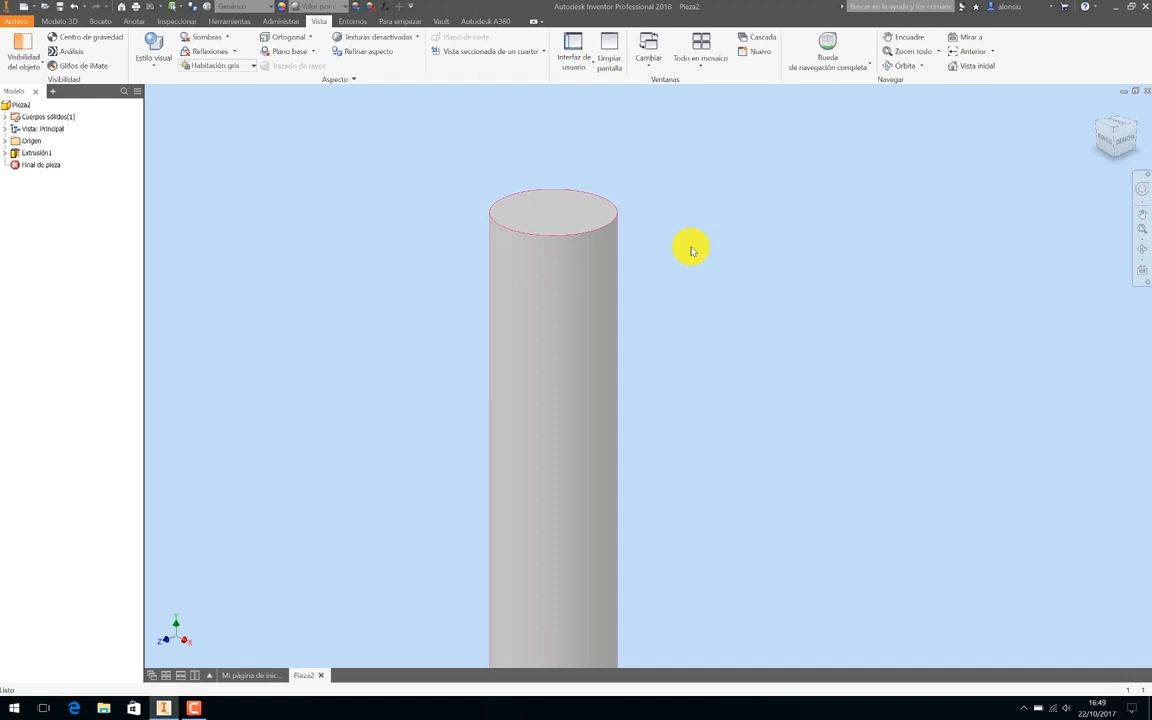 Genérico
Valor por r.
Autodesk Inventor Professional 2018 Pieza2
Buscar en la ayuda y los comanc
alonsiu
Archivo Modelo 3D Boceto Anotar Inspeccionar Herramientas Administrar Vista Entornos Para empezar Vault Autodesk A360
Visibilidad del objeto
Centro de gravedad
Análisis
Glifos de iMate
Visibilidad
Estilo visual
Sombras
Reflexiones
Habitación gris
Ortogonal
Plano base
Trazado de rayos
Texturas desactivadas
Refinar aspecto
Aspecto
Plano de corte
Vista seccionada de un cuarto
Interfaz de usuario
Limpiar pantalla
Cambiar
Todo en mosaico
Cascada
Nuevo
Ventanas
Rueda de navegación completa
Encuadre
Zoom todo
Órbita
Mirar a
Anterior
Vista inicial
Navegar
Modelo
Pieza2
Cuerpos sólidos(1)
Vista: Principal
Origen
Extrusión1
Final de pieza
DERECHA
Y
Z
X
Mi página de inic...
Pieza2
Listo
1 1
16:49
22/10/2017